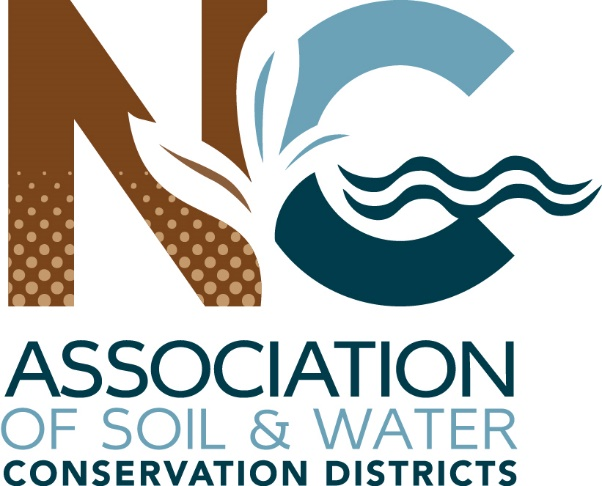 NC
ASSOCIATION
OF SOIL & WATER
CONSERVATION DISTRICTS